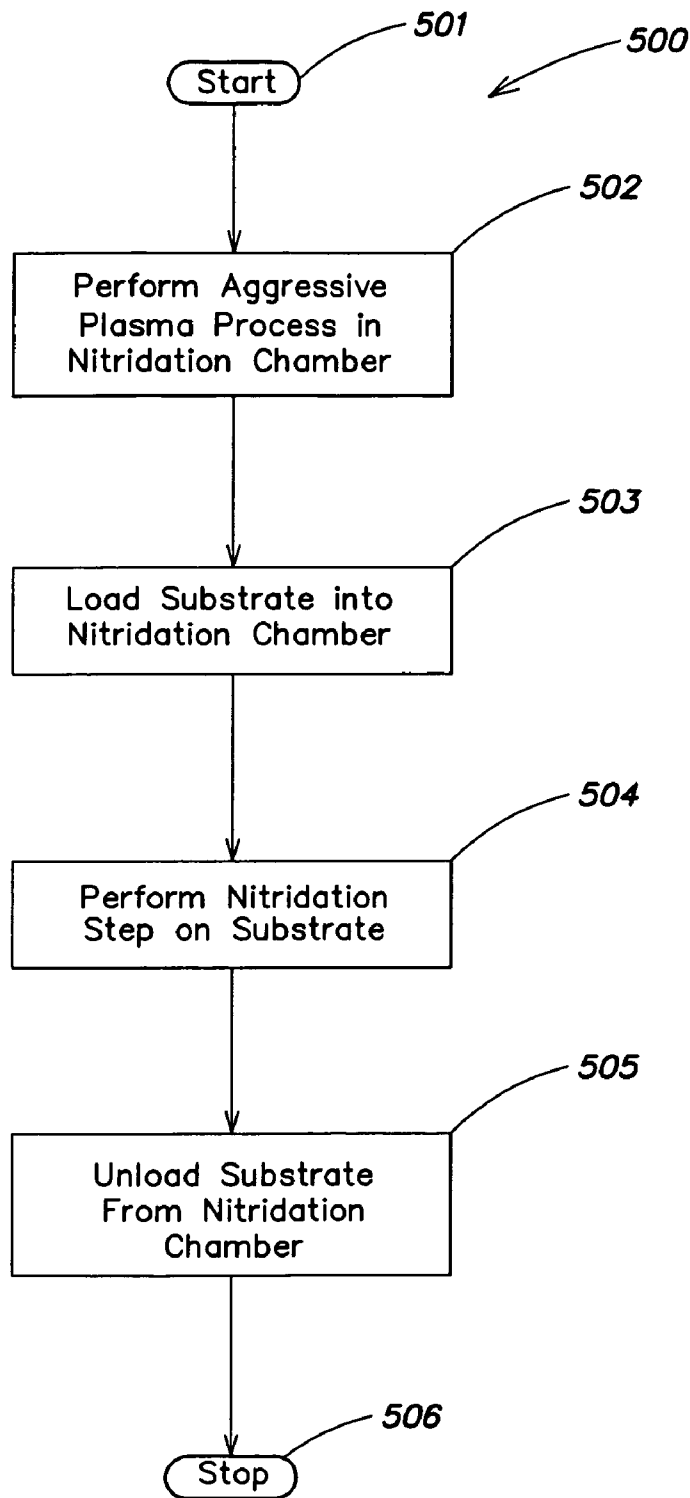 501
500
Start
502
Perform Aggressive
Plasma Process in
Nitridation Chamber
503
Load Substrate into
Nitridation Chamber
504
Perform Nitridation
Step on Substrate
505
Unload Substrate
From Nitridation
Chamber
506
Stop